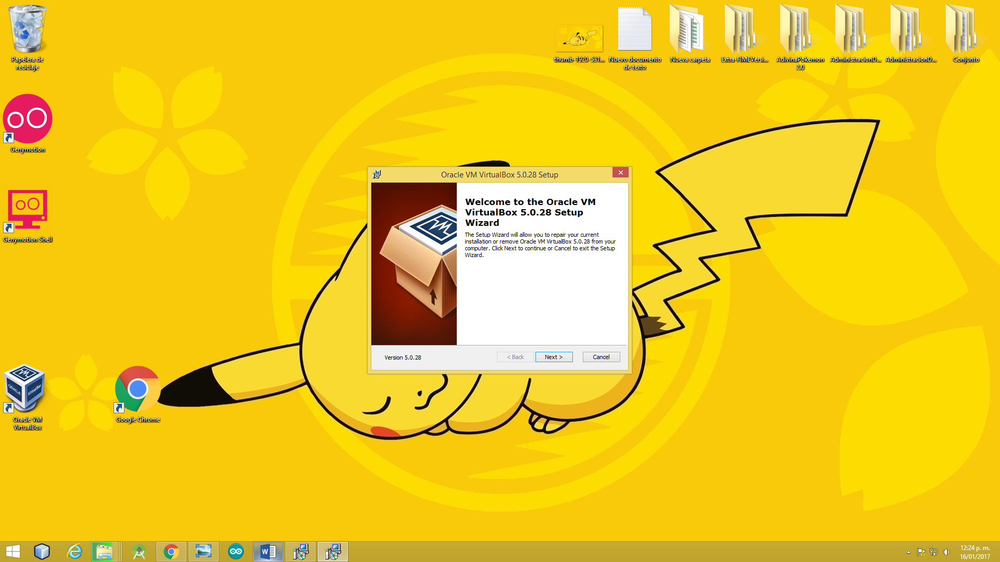 Papelera de
reciclaje
Genymotion
Genymotion Shell
Oracle VM
VirtualBox
Google Chrome
thumb-1920-531...
Nuevo documento
de texto
Nueva carpeta
Extra-FIMEVersi...
AdivinaPokemon
2.0
AdministracionD...
AdministracionD...
Conjunto
Oracle VM VirtualBox 5.0.28 Setup
Welcome to the Oracle VM
VirtualBox 5.0.28 Setup
Wizard
The Setup Wizard will allow you to repair your current
installation or remove Oracle VM VirtualBox 5.0.28 from your
computer. Click Next to continue or Cancel to exit the Setup
Wizard.
Version 5.0.28
< Back
Next >
Cancel
12:24 p. m.
16/01/2017